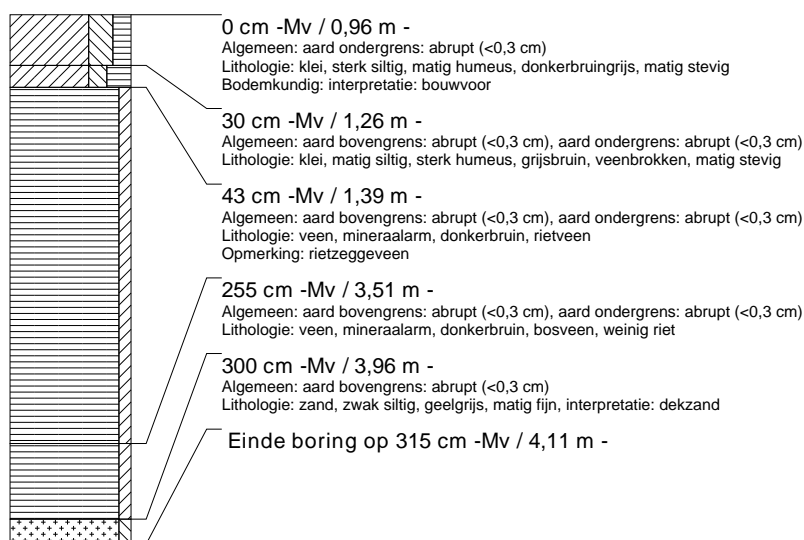 0 cm -Mv / 0,96 m -
Algemeen: aard ondergrens: abrupt (<0,3 cm)
Lithologie: klei, sterk siltig, matig humeus, donkerbruingrijs, matig stevig
Bodemkundig: interpretatie: bouwvoor
30 cm -Mv / 1,26 m -
Algemeen: aard bovengrens: abrupt (<0,3 cm), aard ondergrens: abrupt (<0,3 cm)
Lithologie: klei, matig siltig, sterk humeus, grijsbruin, veenbrokken, matig stevig
43 cm -Mv / 1,39 m -
Algemeen: aard bovengrens: abrupt (<0,3 cm), aard ondergrens: abrupt (<0,3 cm)
Lithologie: veen, mineraalarm, donkerbruin, rietveen
Opmerking: rietzeggeveen
255 cm -Mv / 3,51 m -
Algemeen: aard bovengrens: abrupt (<0,3 cm), aard ondergrens: abrupt (<0,3 cm)
Lithologie: veen, mineraalarm, donkerbruin, bosveen, weinig riet
300 cm -Mv / 3,96 m -
Algemeen: aard bovengrens: abrupt (<0,3 cm)
Lithologie: zand, zwak siltig, geelgrijs, matig fijn, interpretatie: dekzand
Einde boring op 315 cm -Mv / 4,11 m -